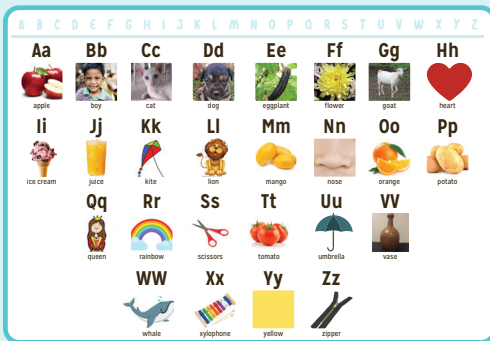 A B C D E F G H I J K L M N O P Q R S T U V W X Y Z
Aa Bb Cc Dd Ee Ff Gg Hh
apple boy cat dog eggplant flower goat heart
Ii Jj Kk Ll Mm Nn Oo Pp
ice cream juice kite lion mango nose orange potato
Qq Rr Ss Tt Uu VV
queen rainbow scissors tomato umbrella vase
WW Xx Yy Zz
whale xylophone yellow zipper